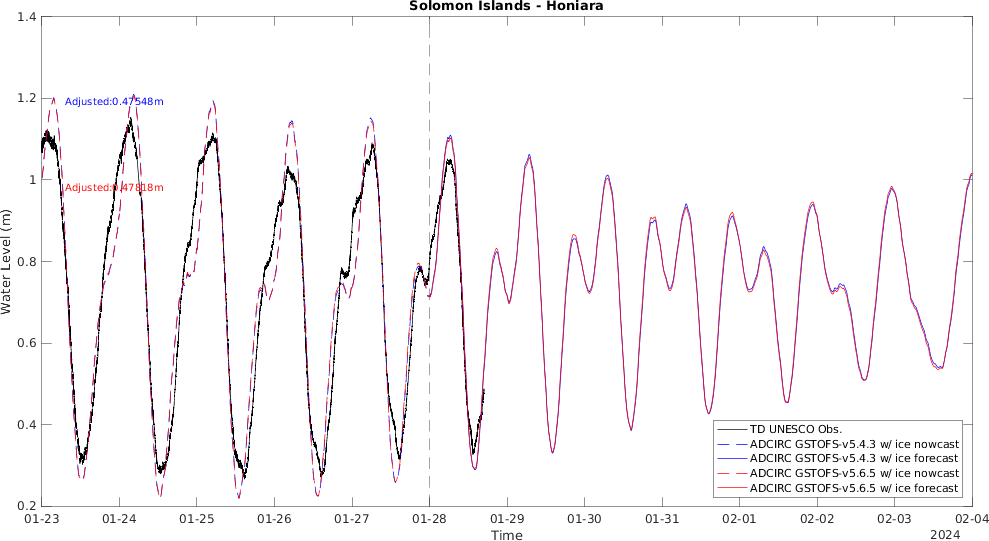 Solomon Islands - Honiara
1.4
1.2
1
0.8
0.6
0.4
0.2
Water Level (m)
Adjusted:0.47548m
Adjusted:0.47818m
TD UNESCO Obs.
ADCIRC GSTOFS-v5.4.3 w/ ice nowcast
ADCIRC GSTOFS-v5.4.3 w/ ice forecast
ADCIRC GSTOFS-v5.6.5 w/ ice nowcast
ADCIRC GSTOFS-v5.6.5 w/ ice forecast
01-23 01-24 01-25 01-26 01-27 01-28 01-29 01-30 01-31 02-01 02-02 02-03 02-04
Time
2024